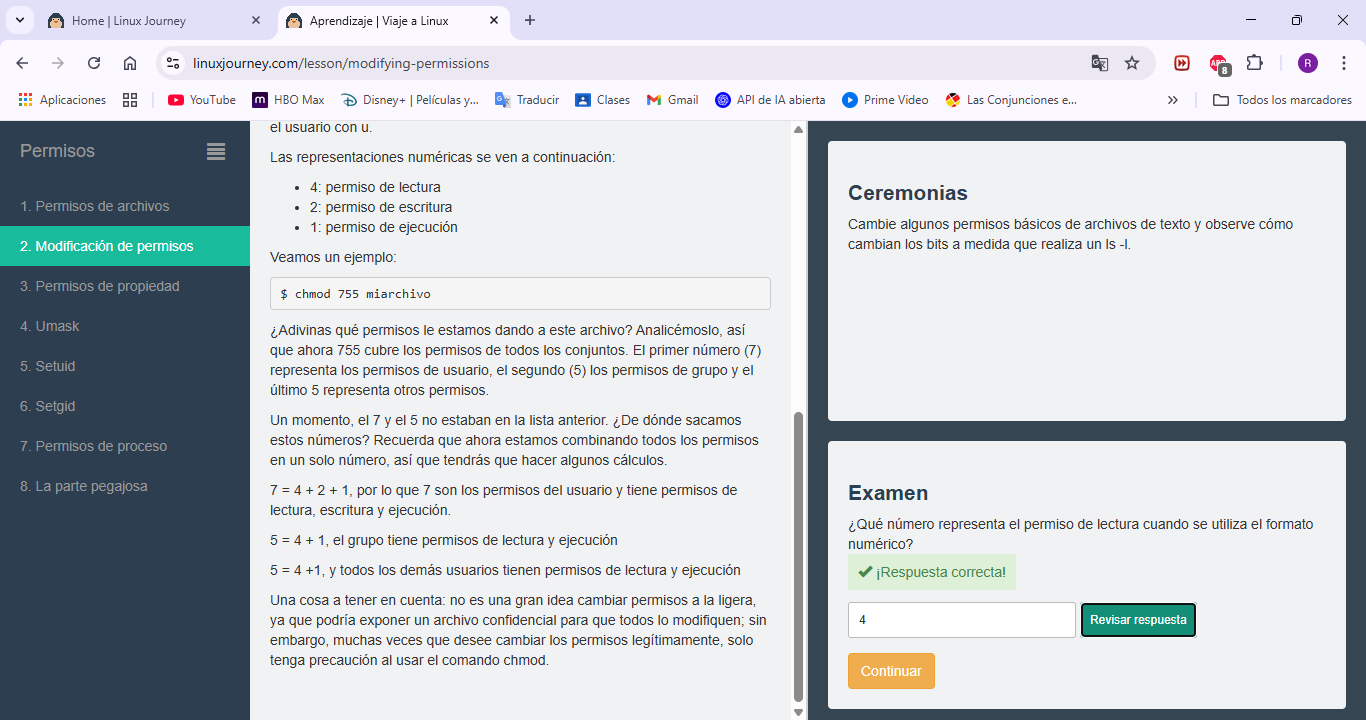 Home | Linux Journey
Aprendizaje | Viaje a Linux
linuxjourney.com/lesson/modifying-permissions
8
R
Aplicaciones
YouTube
HBO Max
Disney+ | Películas y...
Traducir
Clases
Gmail
API de IA abierta
Prime Video
Las Conjunciones e...
Todos los marcadores
Permisos
1. Permisos de archivos
2. Modificación de permisos
3. Permisos de propiedad
4. Umask
5. Setuid
6. Setgid
7. Permisos de proceso
8. La parte pegajosa
el usuario con u.
Las representaciones numéricas se ven a continuación:
4: permiso de lectura
2: permiso de escritura
1: permiso de ejecución
Veamos un ejemplo:
$ chmod 755 miarchivo
¿Adivinas qué permisos le estamos dando a este archivo? Analicémoslo, así
que ahora 755 cubre los permisos de todos los conjuntos. El primer número (7)
representa los permisos de usuario, el segundo (5) los permisos de grupo y el
último 5 representa otros permisos.
Un momento, el 7 y el 5 no estaban en la lista anterior. ¿De dónde sacamos
estos números? Recuerda que ahora estamos combinando todos los permisos
en un solo número, así que tendrás que hacer algunos cálculos.
7 = 4 + 2 + 1, por lo que 7 son los permisos del usuario y tiene permisos de
lectura, escritura y ejecución.
5 = 4 + 1, el grupo tiene permisos de lectura y ejecución
5 = 4 +1, y todos los demás usuarios tienen permisos de lectura y ejecución
Una cosa a tener en cuenta: no es una gran idea cambiar permisos a la ligera,
ya que podría exponer un archivo confidencial para que todos lo modifiquen; sin
embargo, muchas veces que desee cambiar los permisos legítimamente, solo
tenga precaución al usar el comando chmod.
Ceremonias
Cambie algunos permisos básicos de archivos de texto y observe cómo
cambian los bits a medida que realiza un ls -l.
Examen
¿Qué número representa el permiso de lectura cuando se utiliza el formato
numérico?
¡Respuesta correcta!
4
Revisar respuesta
Continuar